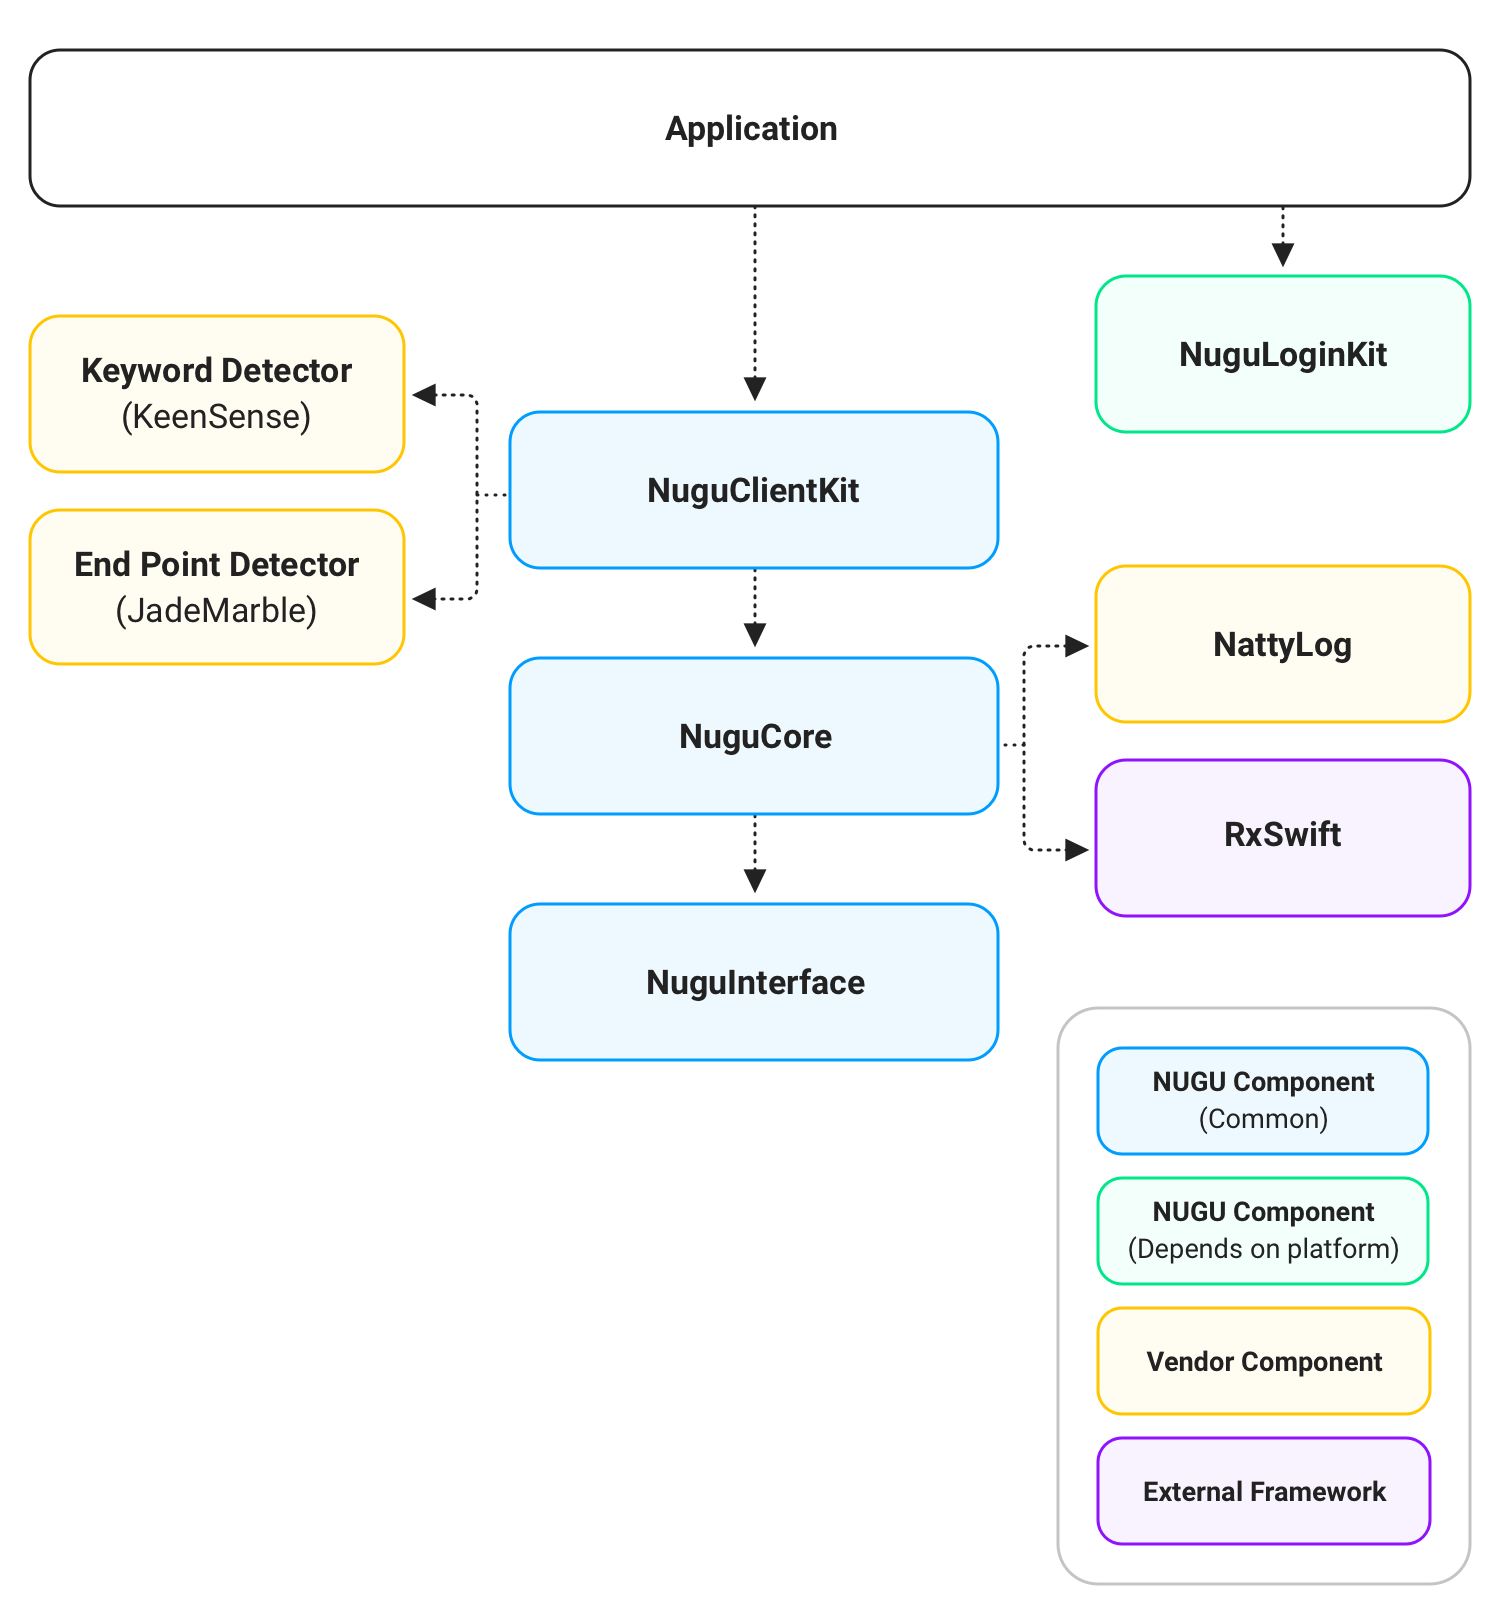 Application
NuguLoginKit
Keyword Detector
(KeenSense)
NuguClientKit
End Point Detector
(JadeMarble)
NattyLog
NuguCore
RxSwift
NuguInterface
NUGU Component
(Common)
NUGU Component
(Depends on platform)
Vendor Component
External Framework